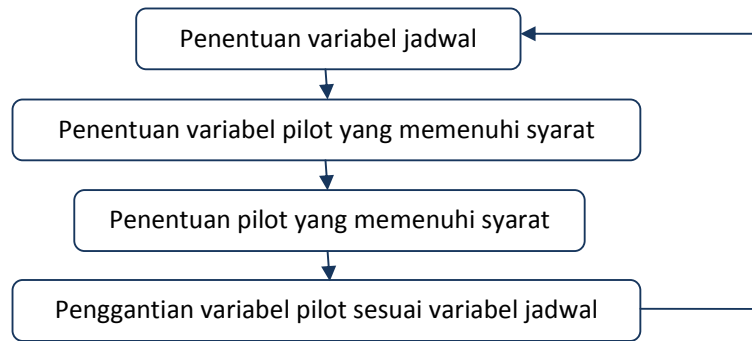 Penentuan variabel jadwal
Penentuan variabel pilot yang memenuhi syarat
Penentuan pilot yang memenuhi syarat
Penggantian variabel pilot sesuai variabel jadwal